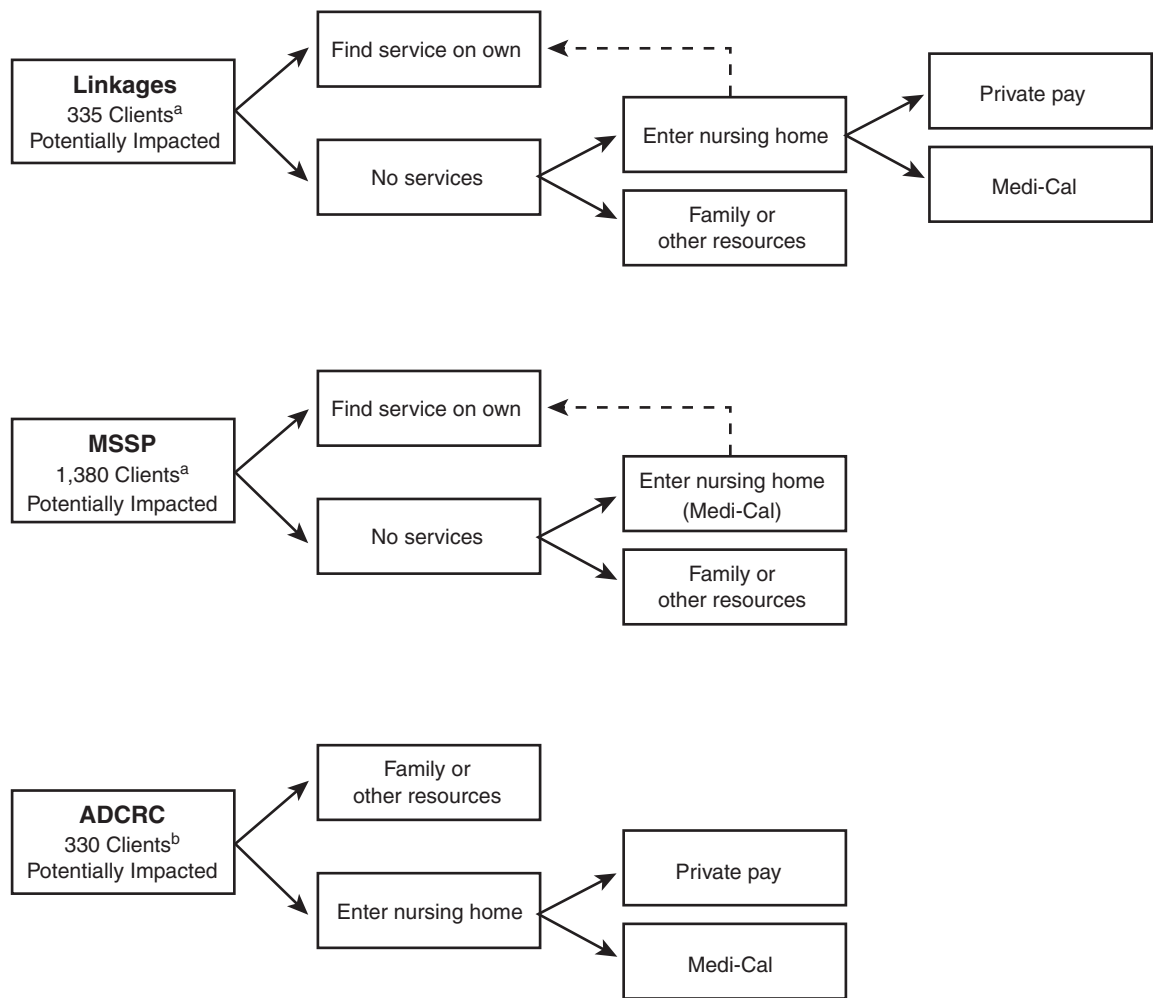 Linkages
335 Clientsa
Potentially Impacted
Find service on own
No services
Enter nursing home
Family or
other resources
Private pay
Medi-Cal
MSSP
1,380 Clientsa
Potentially Impacted
Find service on own
No services
Enter nursing home
(Medi-Cal)
Family or
other resources
ADCRC
330 Clientsb
Potentially Impacted
Family or
other resources
Enter nursing home
Private pay
Medi-Cal